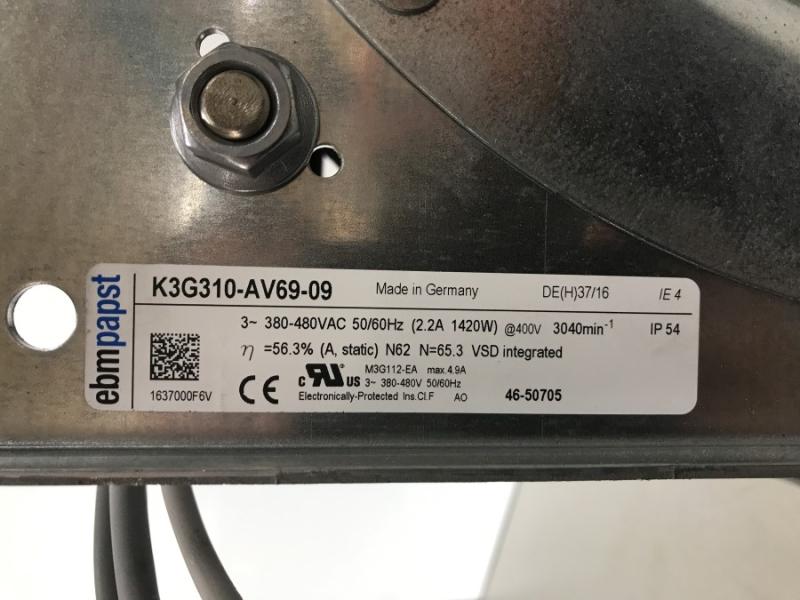 ebmpapst
K3G310-AV69-09 Made in Germany DE(H)37/16 IE 4
3~ 380-480VAC 50/60Hz (2.2A 1420W) @400V 3040min⁻¹ IP 54
η =56.3% (A, static) N62 N=65.3 VSD integrated
M3G112-EA max.4.9A
c RU US 3~ 380-480V 50/60Hz
1637000F6V CE Electronically-Protected Ins.Cl.F AO 46-50705